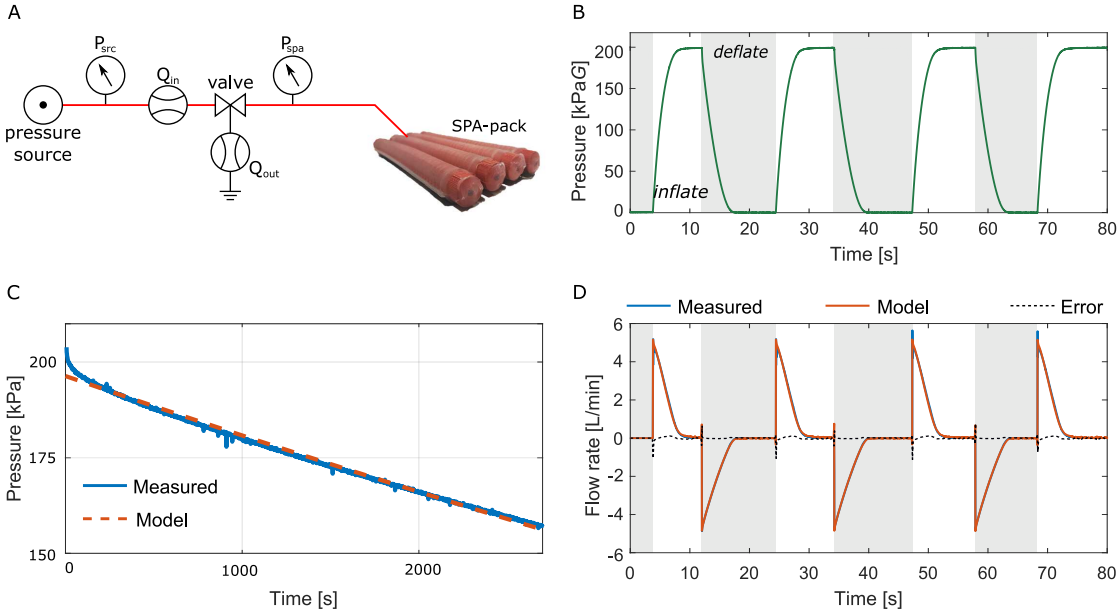 A
P_src
Q_in
valve
P_spa
pressure
source
SPA-pack
Q_out
B
Pressure [kPaG]
200
150
100
50
0
deflate
inflate
0 10 20 30 40 50 60 70 80
Time [s]
C
Pressure [kPa]
200
175
150
Measured
Model
0 1000 2000
Time [s]
D
Measured Model Error
Flow rate [L/min]
6
4
2
0
-2
-4
-6
0 10 20 30 40 50 60 70 80
Time [s]